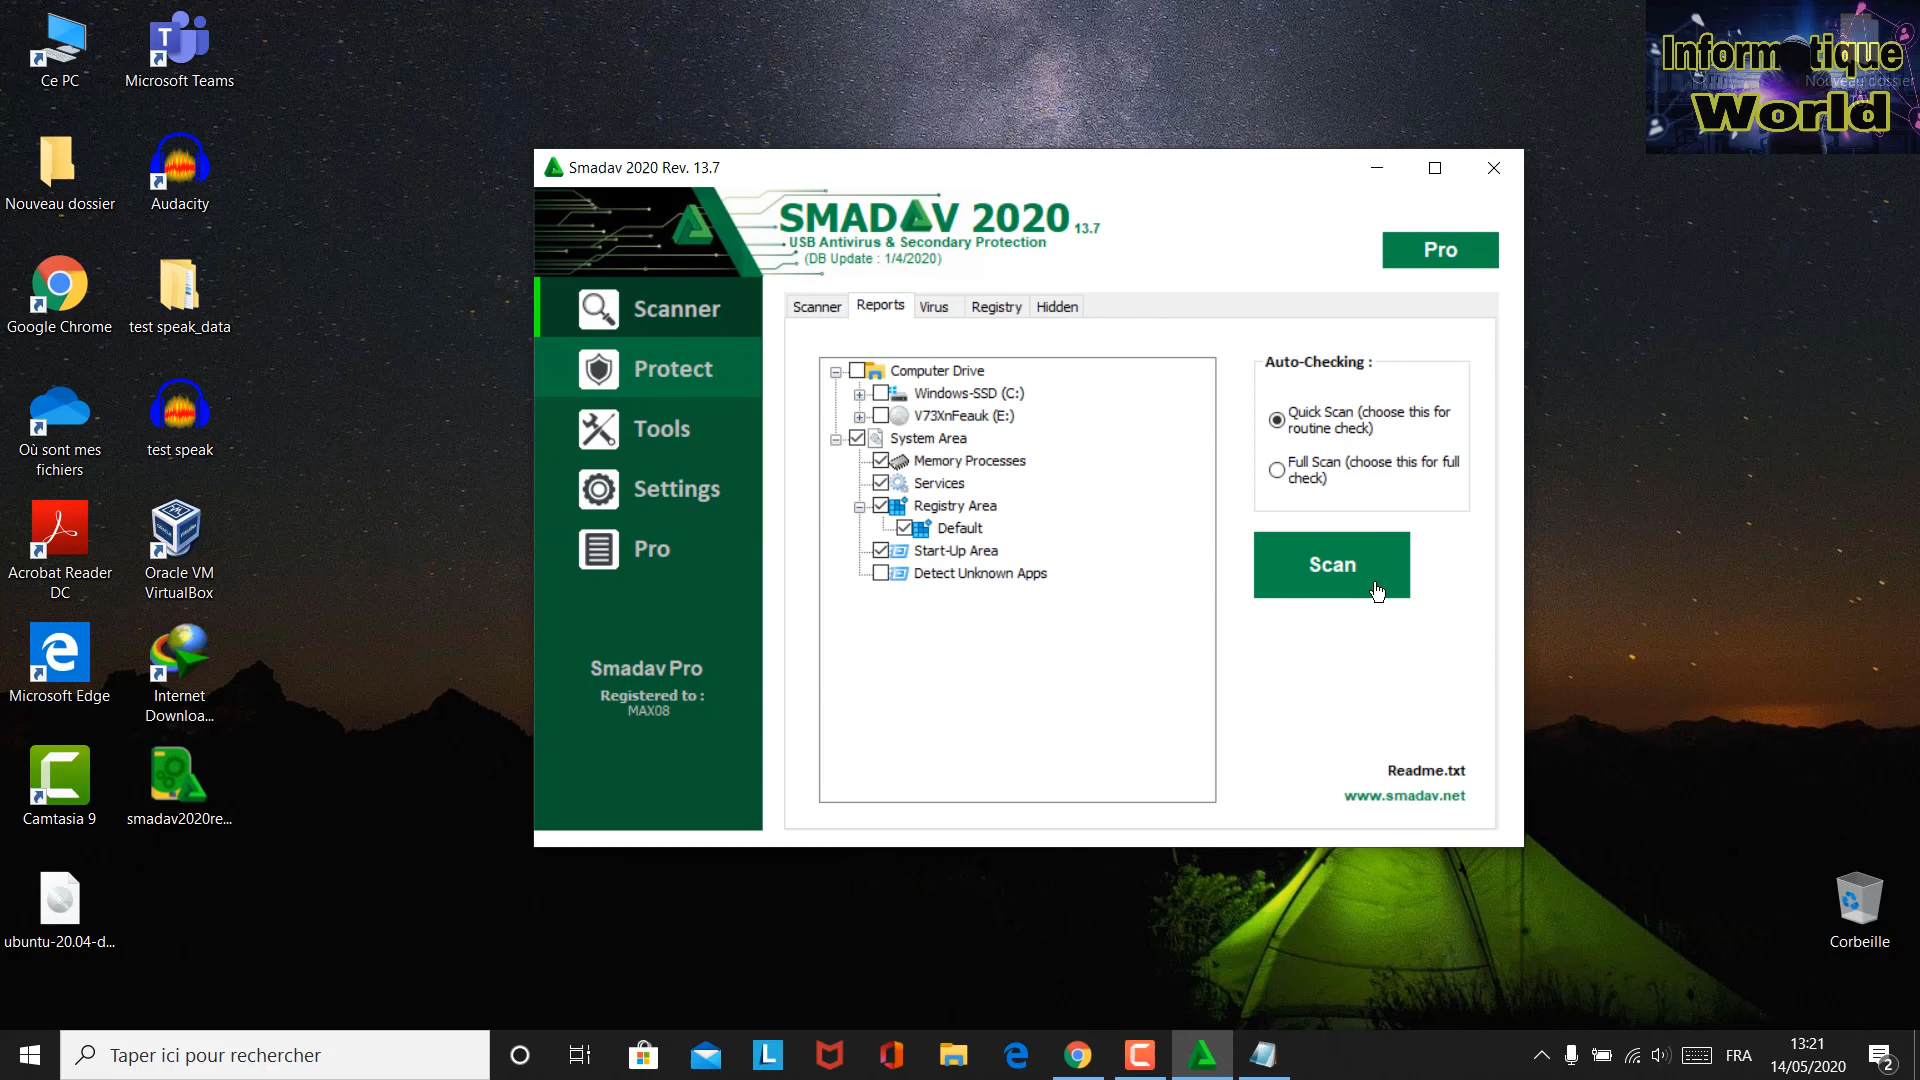 Ce PC
Microsoft Teams
Nouveau dossier
Audacity
Google Chrome
test speak_data
Où sont mes
fichiers
test speak
Acrobat Reader
DC
Oracle VM
VirtualBox
Microsoft Edge
Internet
Downloa...
Camtasia 9
smadav2020re...
ubuntu-20.04-d...
Informatique
World
Nouveau dossier
Smadav 2020 Rev. 13.7
SMADAV 2020 13.7
USB Antivirus & Secondary Protection
(DB Update : 1/4/2020)
Pro
Scanner
Protect
Tools
Settings
Pro
Smadav Pro
Registered to :
MAX08
Scanner Reports Virus Registry Hidden
Computer Drive
Windows-SSD (C:)
V73XnFeauk (E:)
System Area
Memory Processes
Services
Registry Area
Default
Start-Up Area
Detect Unknown Apps
Auto-Checking :
Quick Scan (choose this for
routine check)
Full Scan (choose this for full
check)
Scan
Readme.txt
www.smadav.net
Corbeille
Taper ici pour rechercher
FRA
13:21
14/05/2020
2